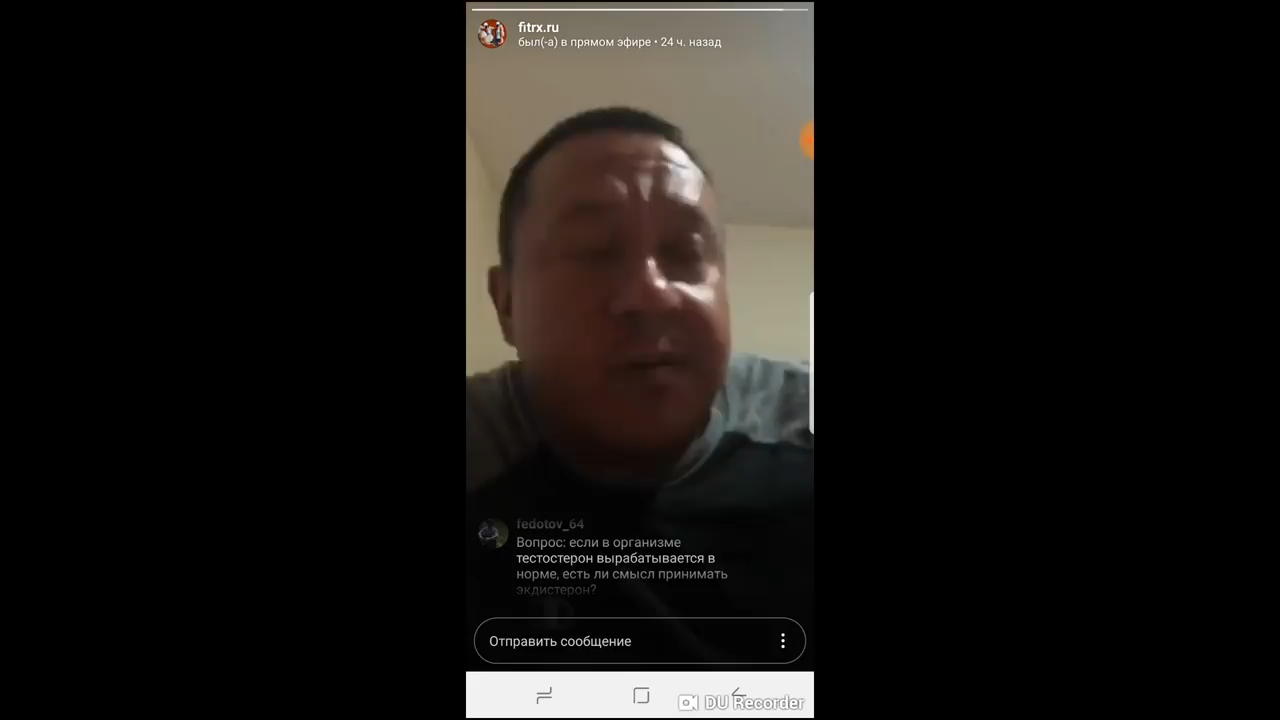 fitrx.ru
был(-а) в прямом эфире • 24 ч. назад
fedotov_64
Вопрос: если в организме
тестостерон вырабатывается в
норме, есть ли смысл принимать
экдистерон?
Отправить сообщение
DU Recorder